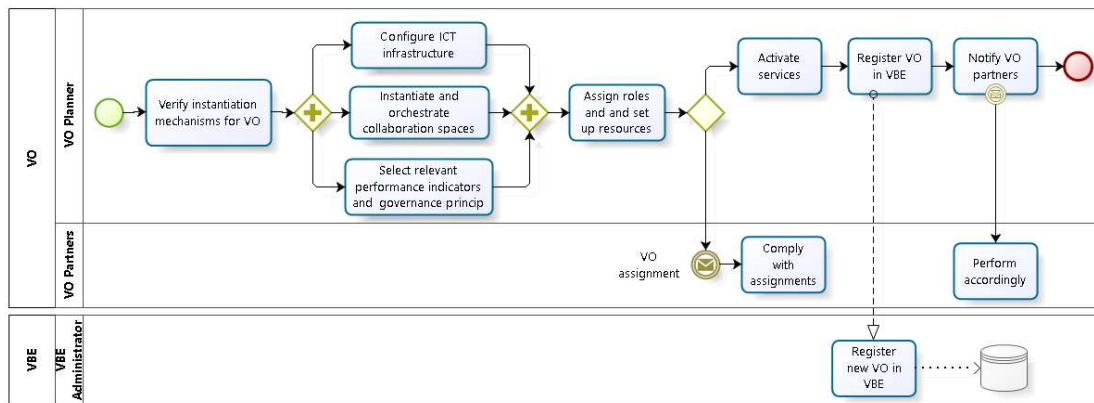 VO
VO Planner
Verify instantiation
mechanisms for VO
Configure ICT
infrastructure
Instantiate and
orchestrate
collaboration spaces
Select relevant
performance indicators
and governance princip
Assign roles
and and set
up resources
Activate
services
Register VO
in VBE
Notify VO
partners
VO Partners
VO
assignment
Comply
with
assignments
Perform
accordingly
VBE
VBE
Administrator
Register
new VO in
VBE